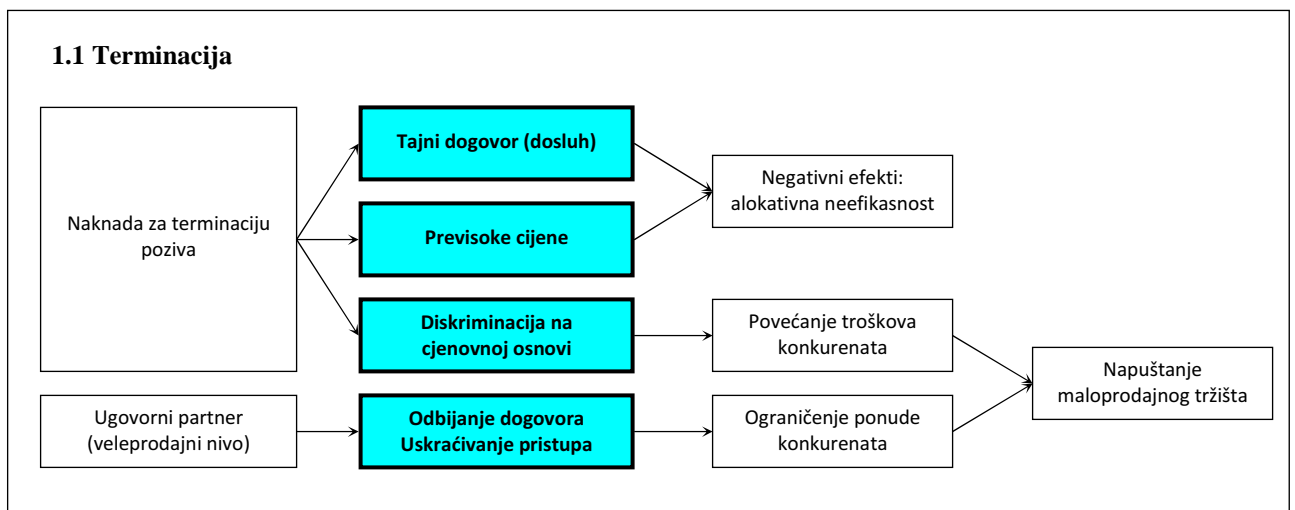 1.1 Terminacija
Naknada za terminaciju
poziva
Tajni dogovor (dosluh)
Previsoke cijene
Negativni efekti:
alokativna neefikasnost
Diskriminacija na
cjenovnoj osnovi
Povećanje troškova
konkurenata
Ugovorni partner
(veleprodajni nivo)
Odbijanje dogovora
Uskraćivanje pristupa
Ograničenje ponude
konkurenata
Napuštanje
maloprodajnog tržišta